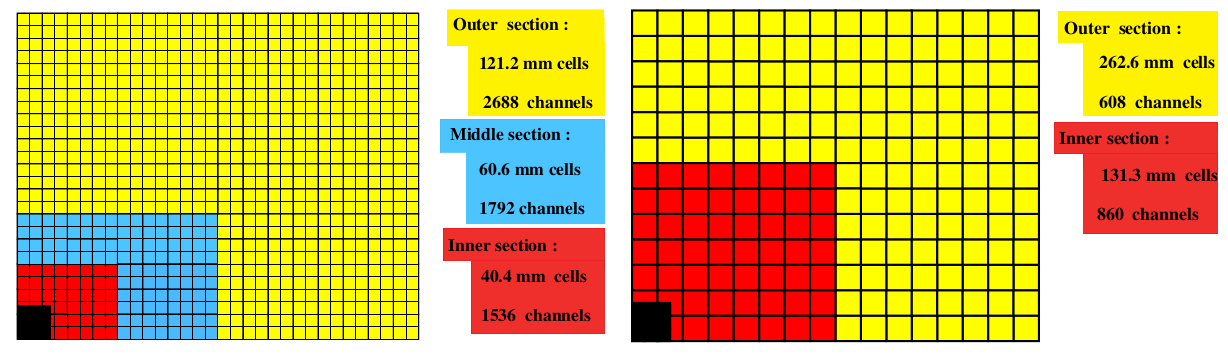 Outer section :
121.2 mm cells
2688 channels
Middle section :
60.6 mm cells
1792 channels
Inner section :
40.4 mm cells
1536 channels
Outer section :
262.6 mm cells
608 channels
Inner section :
131.3 mm cells
860 channels